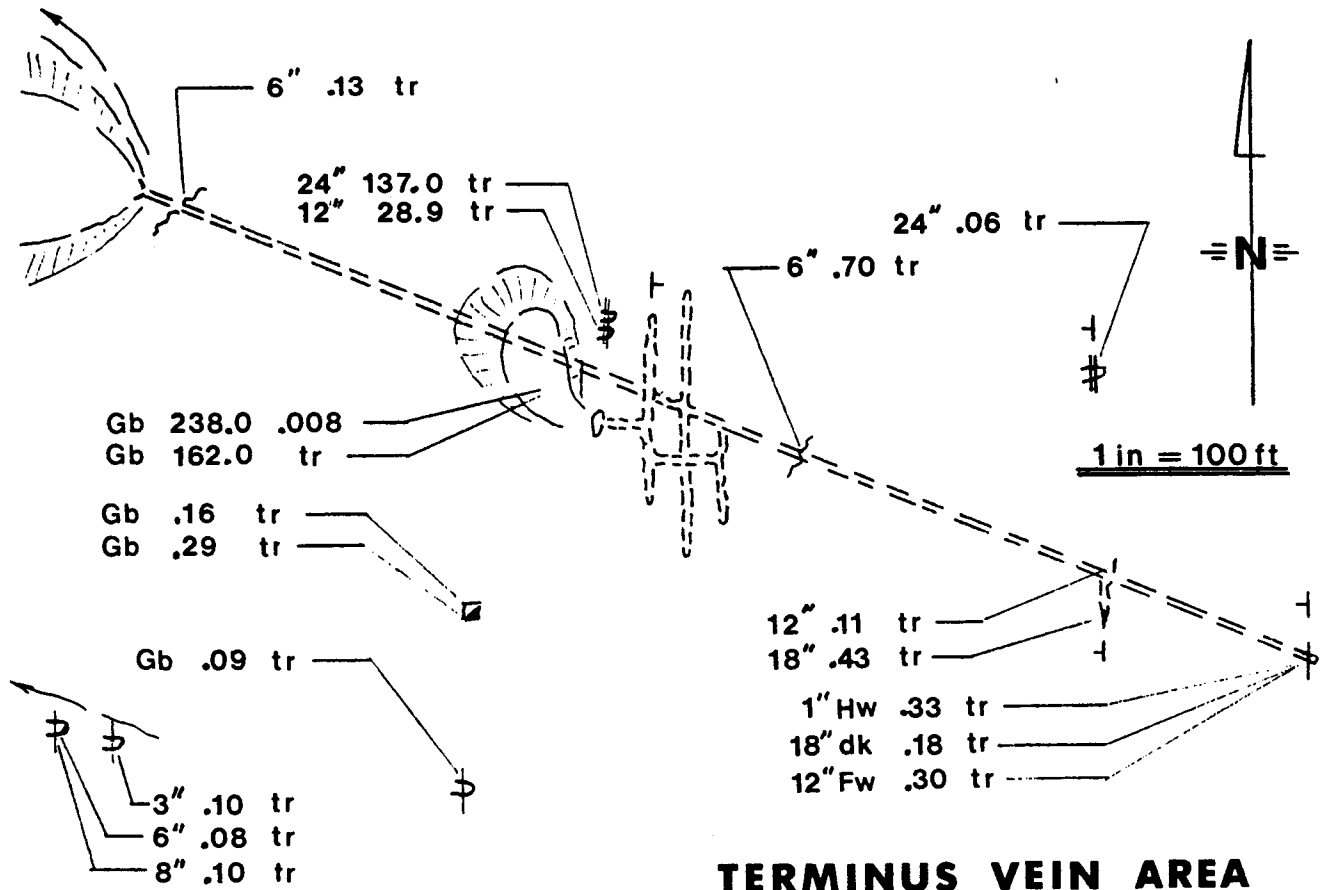 6" .13 tr
24" 137.0 tr
12" 28.9 tr
24" .06 tr
6" .70 tr
N
1 in = 100 ft
Gb 238.0 .008
Gb 162.0 tr
Gb .16 tr
Gb .29 tr
12" .11 tr
18" .43 tr
Gb .09 tr
1" Hw .33 tr
18" dk .18 tr
12" Fw .30 tr
3" .10 tr
6" .08 tr
8" .10 tr
TERMINUS VEIN AREA